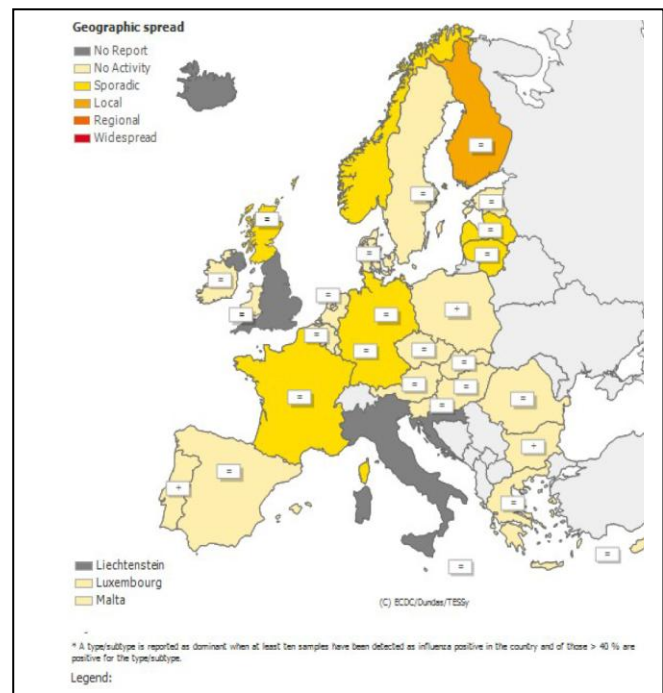 Geographic spread
No Report
No Activity
Sporadic
Local
Regional
Widespread
=
=
=
=
=
=
=
=
=
=
=
=
+
=
=
=
=
=
=
=
=
+
=
+
=
=
=
Liechtenstein
Luxembourg
Malta
(C) ECDC/Dundas/TESSy
-
* A type/subtype is reported as dominant when at least ten samples have been detected as influenza positive in the country and of those > 40 % are
positive for the type/subtype.
Legend: